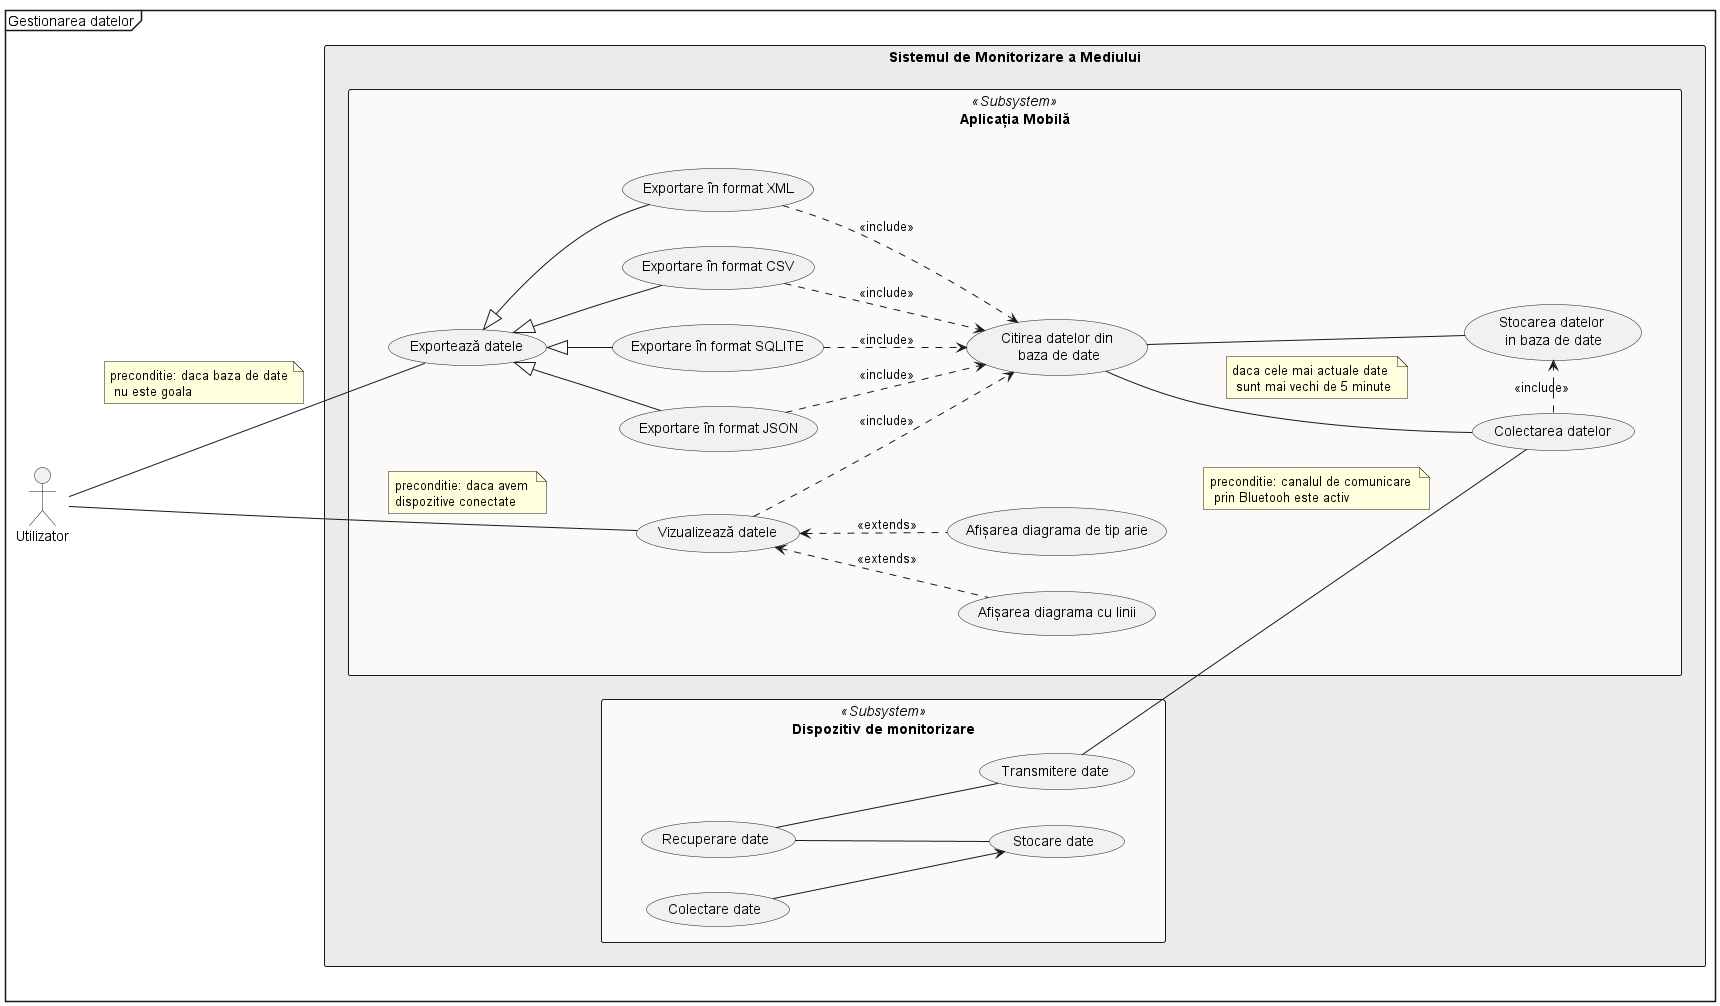 Gestionarea datelor
Sistemul de Monitorizare a Mediului
«Subsystem»
Aplicația Mobilă
Exportare în format XML
«include»
Exportare în format CSV
«include»
Exportează datele
Exportare în format SQLITE
«include»
Citirea datelor din
baza de date
Stocarea datelor
in baza de date
preconditie: daca baza de date
nu este goala
daca cele mai actuale date
sunt mai vechi de 5 minute
«include»
«include»
Exportare în format JSON
«include»
Colectarea datelor
preconditie: daca avem
dispozitive conectate
preconditie: canalul de comunicare
prin Bluetooh este activ
Utilizator
Vizualizează datele
«extends»
Afișarea diagrama de tip arie
«extends»
Afișarea diagrama cu linii
«Subsystem»
Dispozitiv de monitorizare
Transmitere date
Recuperare date
Stocare date
Colectare date